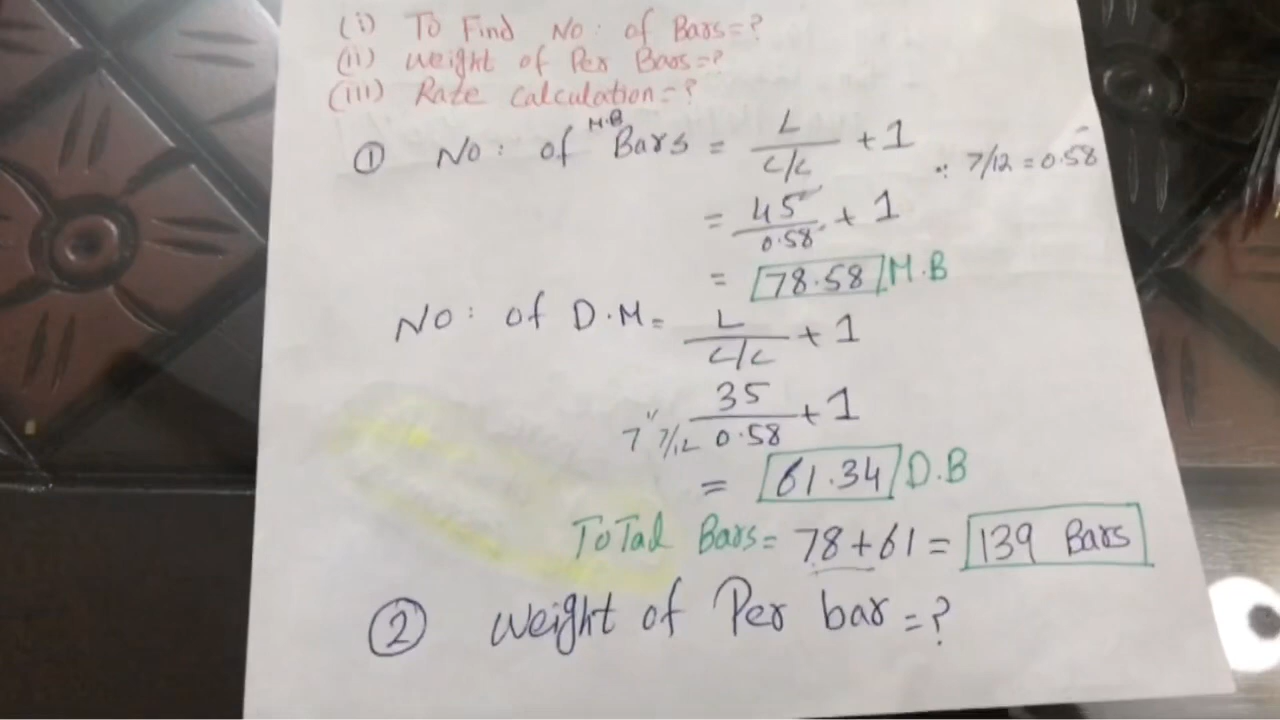 (i) To Find No: of Bars=?
(ii) weight of Per Bars=?
(iii) Rate calculation=?
① No: of M.B Bars = L/c/c + 1 ∵ 7/12 = 0.58
= 45/0.58 + 1
= 78.58 M.B
No: of D.M = L/c/c + 1
7" 7/12 35/0.58 + 1
= 61.34 D.B
ToTal Bars = 78+61 = 139 Bars
② weight of Per bar =?